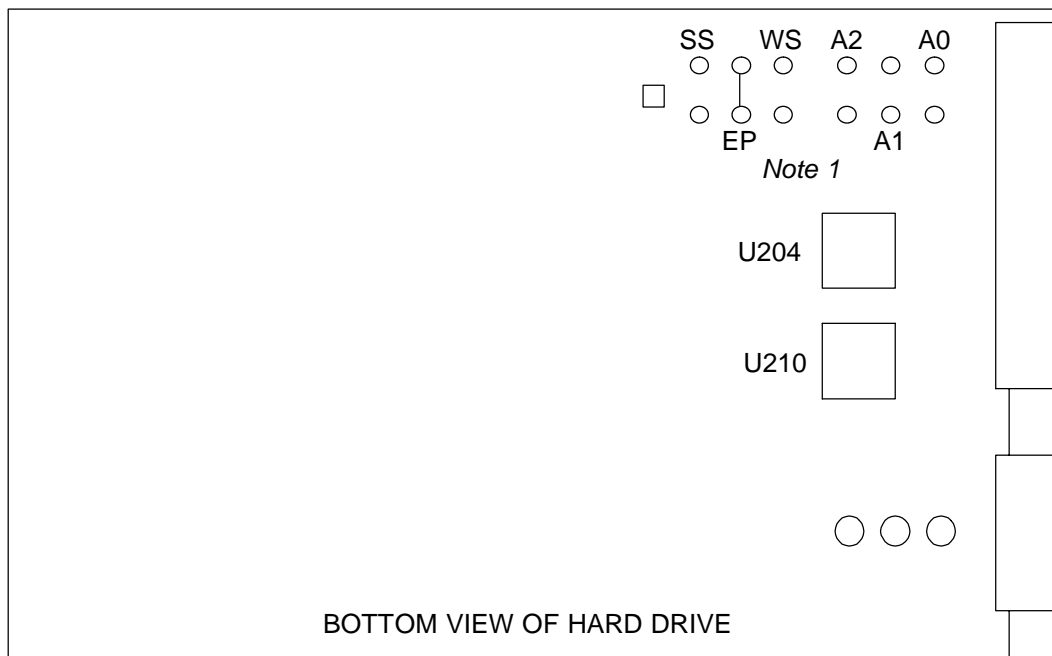 SS WS A2 A0
EP A1
Note 1
U204
U210
BOTTOM VIEW OF HARD DRIVE